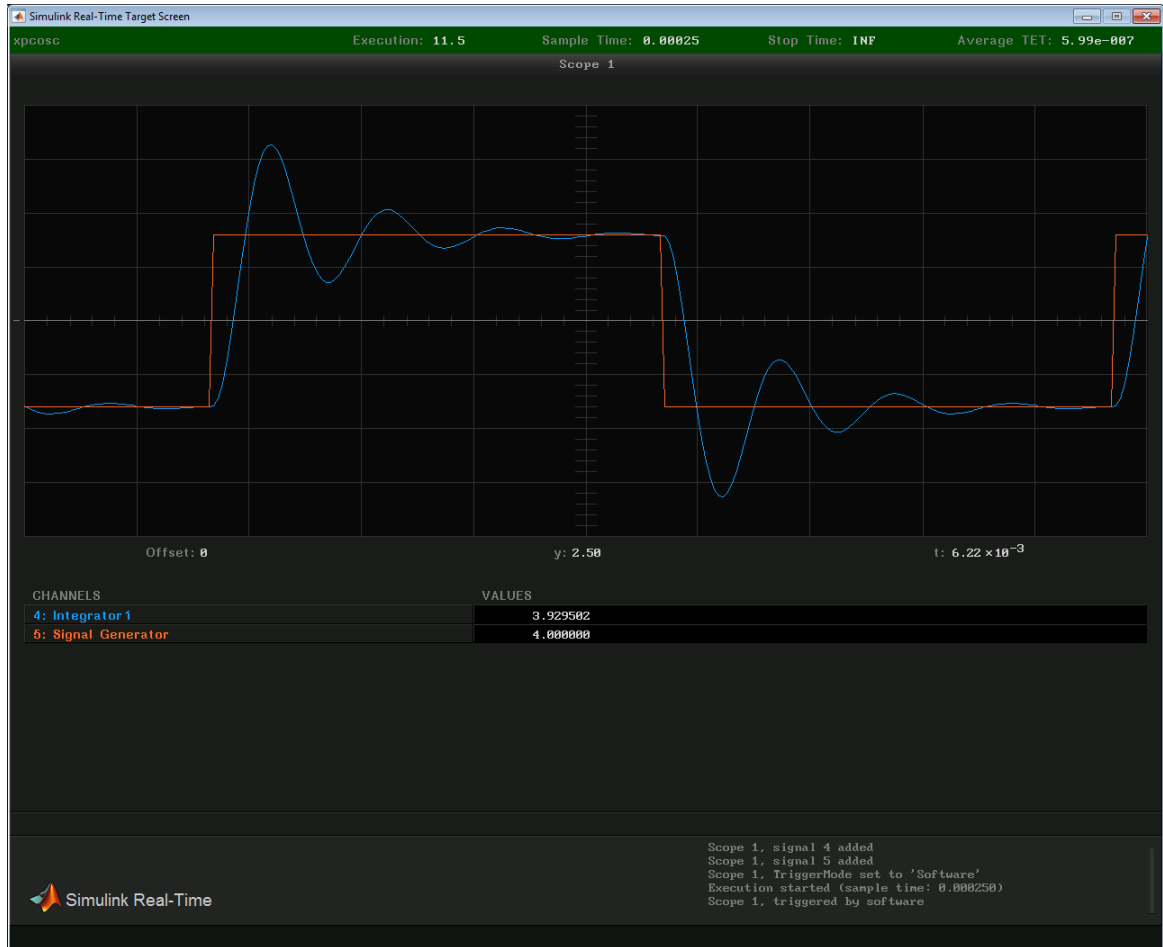 Simulink Real-Time Target Screen
xpcosc Execution: 11.5 Sample Time: 0.00025 Stop Time: INF Average TET: 5.99e-007
Scope 1
Offset: 0 y: 2.50 t: 6.22 ×10⁻³
CHANNELS VALUES
4: Integrator1 3.929502
5: Signal Generator 4.000000
Scope 1, signal 4 added
Scope 1, signal 5 added
Scope 1, TriggerMode set to 'Software'
Execution started (sample time: 0.000250)
Scope 1, triggered by software
Simulink Real-Time